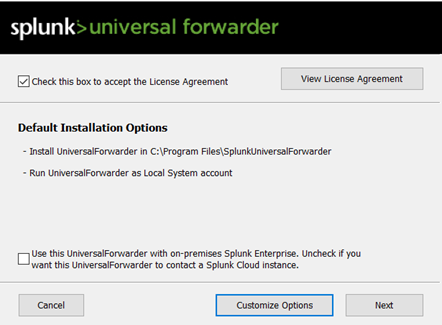 splunk>universal forwarder
Check this box to accept the License Agreement
View License Agreement
Default Installation Options
- Install UniversalForwarder in C:\Program Files\SplunkUniversalForwarder
- Run UniversalForwarder as Local System account
Use this UniversalForwarder with on-premises Splunk Enterprise. Uncheck if you
want this UniversalForwarder to contact a Splunk Cloud instance.
Cancel
Customize Options
Next